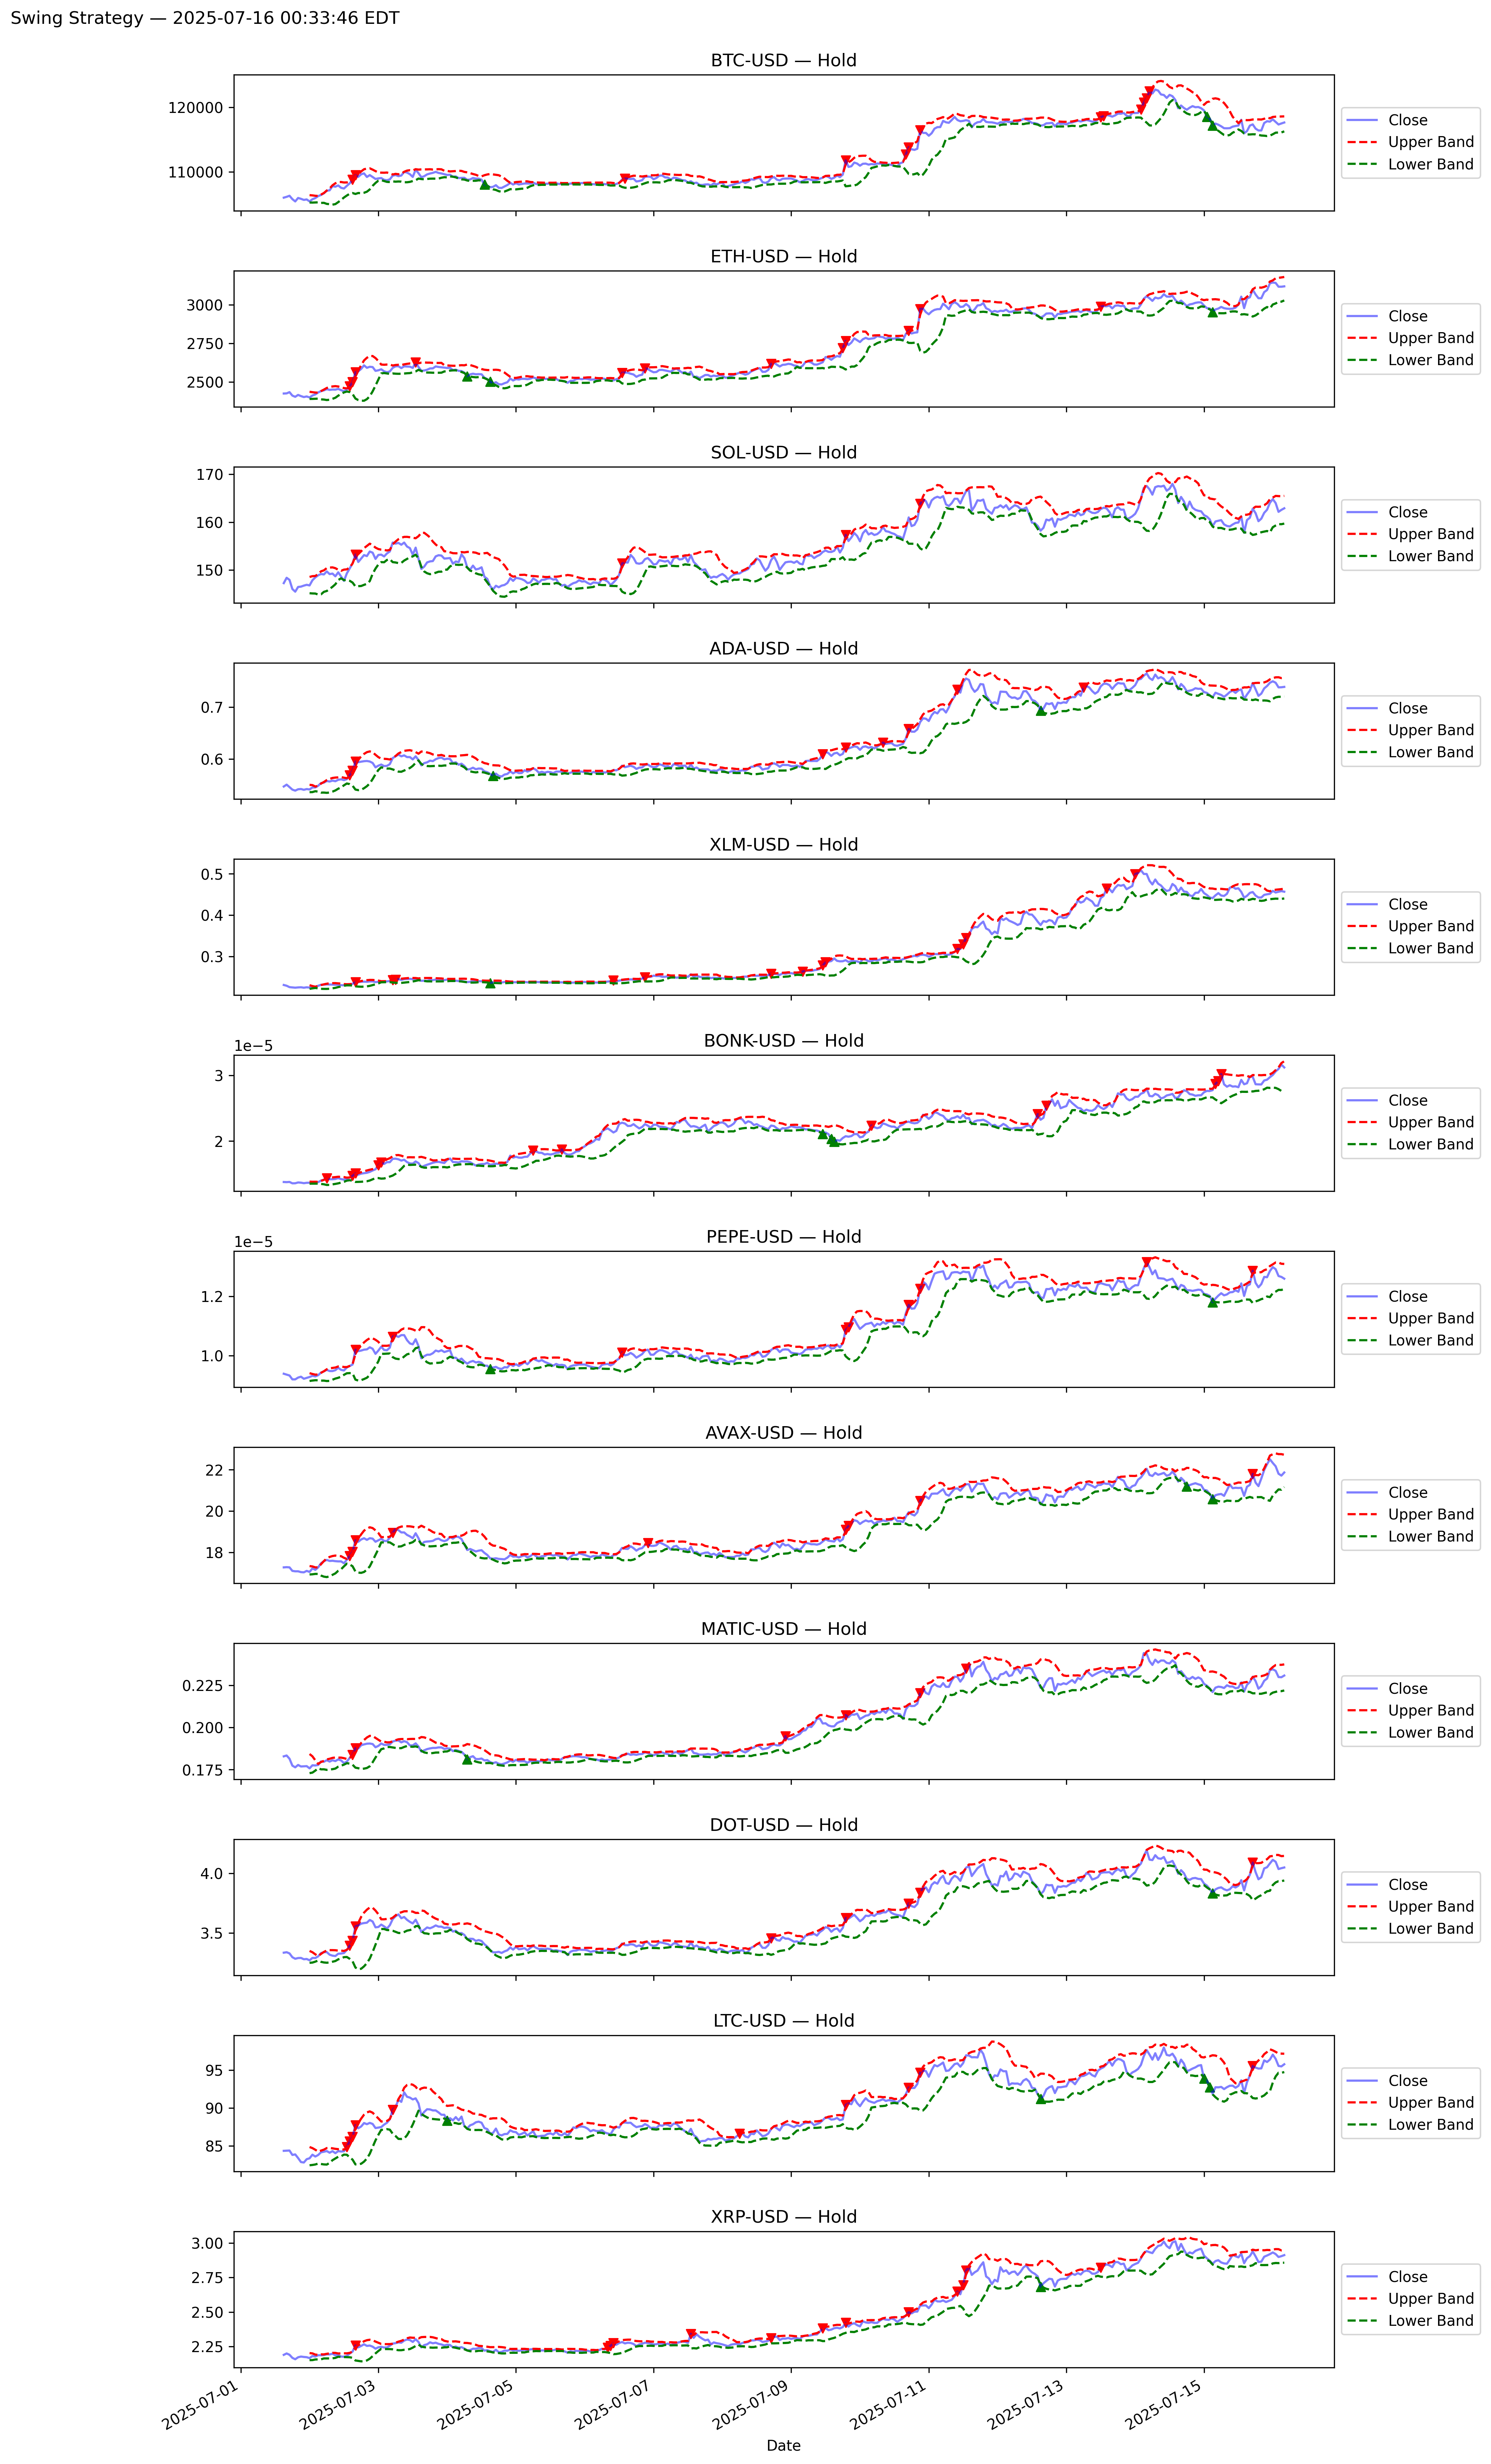 Swing Strategy — 2025-07-16 00:33:46 EDT
BTC-USD — Hold
120000
110000
Close
Upper Band
Lower Band
ETH-USD — Hold
3000
2750
2500
Close
Upper Band
Lower Band
SOL-USD — Hold
170
160
150
Close
Upper Band
Lower Band
ADA-USD — Hold
0.7
0.6
Close
Upper Band
Lower Band
XLM-USD — Hold
0.5
0.4
0.3
Close
Upper Band
Lower Band
BONK-USD — Hold
1e−5
3
2
Close
Upper Band
Lower Band
PEPE-USD — Hold
1e−5
1.2
1.0
Close
Upper Band
Lower Band
AVAX-USD — Hold
22
20
18
Close
Upper Band
Lower Band
MATIC-USD — Hold
0.225
0.200
0.175
Close
Upper Band
Lower Band
DOT-USD — Hold
4.0
3.5
Close
Upper Band
Lower Band
LTC-USD — Hold
95
90
85
Close
Upper Band
Lower Band
XRP-USD — Hold
3.00
2.75
2.50
2.25
Close
Upper Band
Lower Band
2025-07-01
2025-07-03
2025-07-05
2025-07-07
2025-07-09
2025-07-11
2025-07-13
2025-07-15
Date